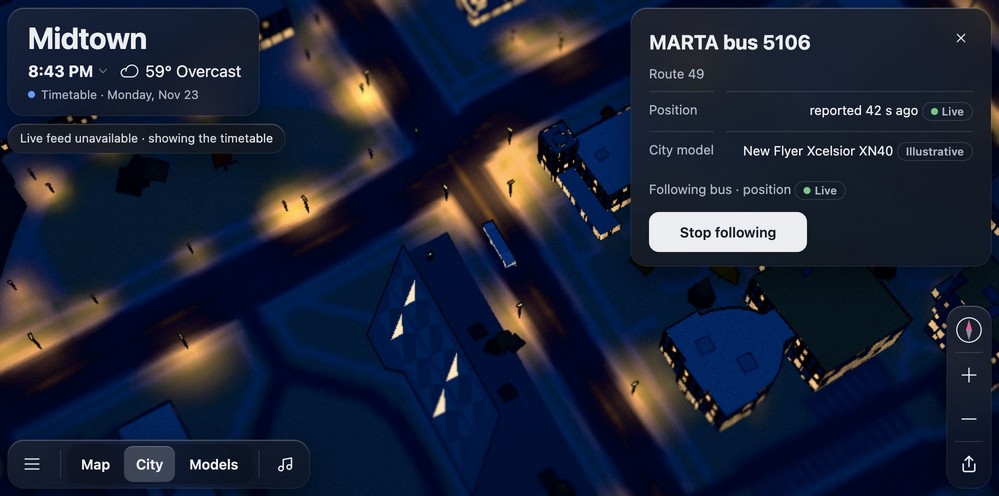 Midtown
8:43 PM 59° Overcast
Timetable · Monday, Nov 23
Live feed unavailable · showing the timetable
MARTA bus 5106
Route 49
Position reported 42 s ago Live
City model New Flyer Xcelsior XN40 Illustrative
Following bus · position Live
Stop following
Map City Models